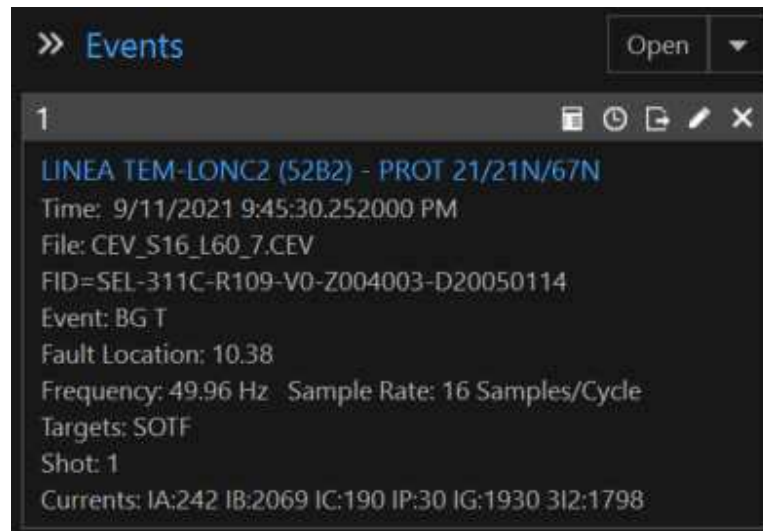 Events
Open
1
LINEA TEM-LONC2 (52B2) - PROT 21/21N/67N
Time: 9/11/2021 9:45:30.252000 PM
File: CEV_S16_L60_7.CEV
FID=SEL-311C-R109-V0-Z004003-D20050114
Event: BG T
Fault Location: 10.38
Frequency: 49.96 Hz Sample Rate: 16 Samples/Cycle
Targets: SOTF
Shot: 1
Currents: IA:242 IB:2069 IC:190 IP:30 IG:1930 3I2:1798